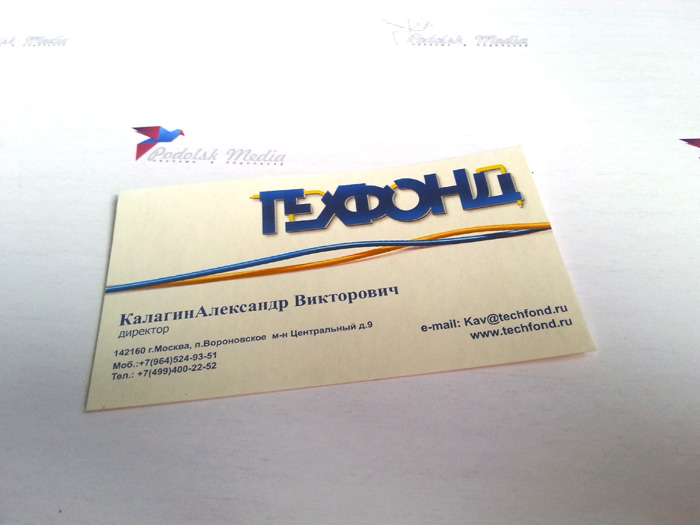 Podolsk Media
Podolsk Media
Podolsk Media
ТЕХФОНД
КалагинАлександр Викторович
директор
142160 г.Москва, п.Вороновское м-н Центральный д.9
Моб.:+7(964)524-93-51
Тел.: +7(499)400-22-52
e-mail: Kav@techfond.ru
www.techfond.ru